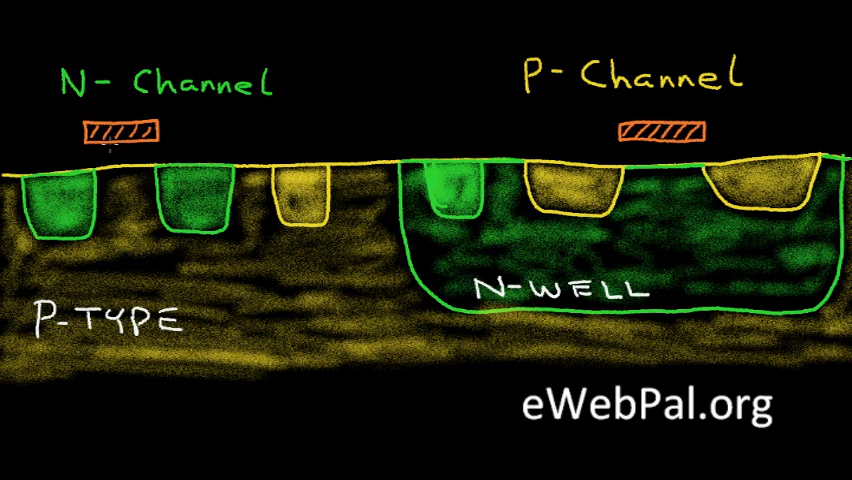 N- Channel
P- Channel
N-WELL
P-TYPE
eWebPal.org